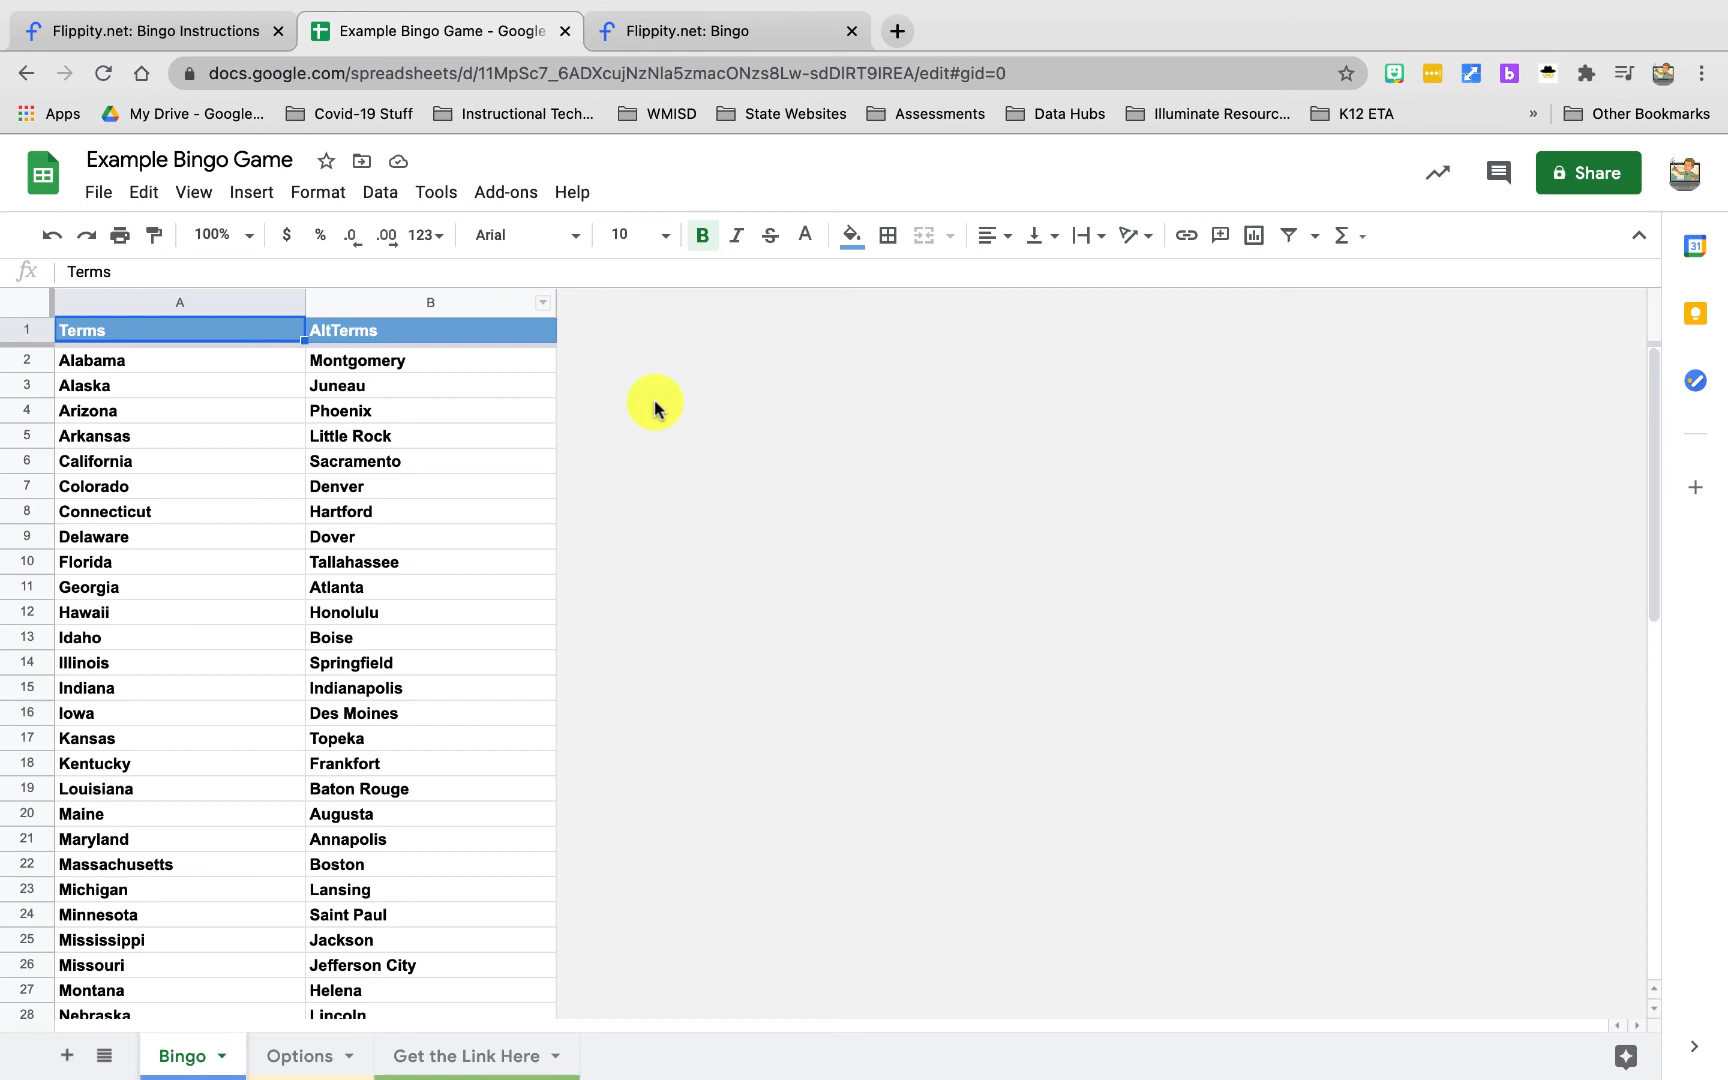 Flippity.net: Bingo Instructions
Example Bingo Game - Google
Flippity.net: Bingo
docs.google.com/spreadsheets/d/11MpSc7_6ADXcujNzNla5zmacONzs8Lw-sdDIRT9IREA/edit#gid=0
Apps
My Drive - Google...
Covid-19 Stuff
Instructional Tech...
WMISD
State Websites
Assessments
Data Hubs
Illuminate Resourc...
K12 ETA
»
Other Bookmarks
Example Bingo Game
File Edit View Insert Format Data Tools Add-ons Help
Share
100% $ % .0 .00 123 Arial 10 B I S A
31
fx Terms
A B
1 Terms AltTerms
2 Alabama Montgomery
3 Alaska Juneau
4 Arizona Phoenix
5 Arkansas Little Rock
6 California Sacramento
7 Colorado Denver
8 Connecticut Hartford
9 Delaware Dover
10 Florida Tallahassee
11 Georgia Atlanta
12 Hawaii Honolulu
13 Idaho Boise
14 Illinois Springfield
15 Indiana Indianapolis
16 Iowa Des Moines
17 Kansas Topeka
18 Kentucky Frankfort
19 Louisiana Baton Rouge
20 Maine Augusta
21 Maryland Annapolis
22 Massachusetts Boston
23 Michigan Lansing
24 Minnesota Saint Paul
25 Mississippi Jackson
26 Missouri Jefferson City
27 Montana Helena
28 Nebraska Lincoln
Bingo Options Get the Link Here